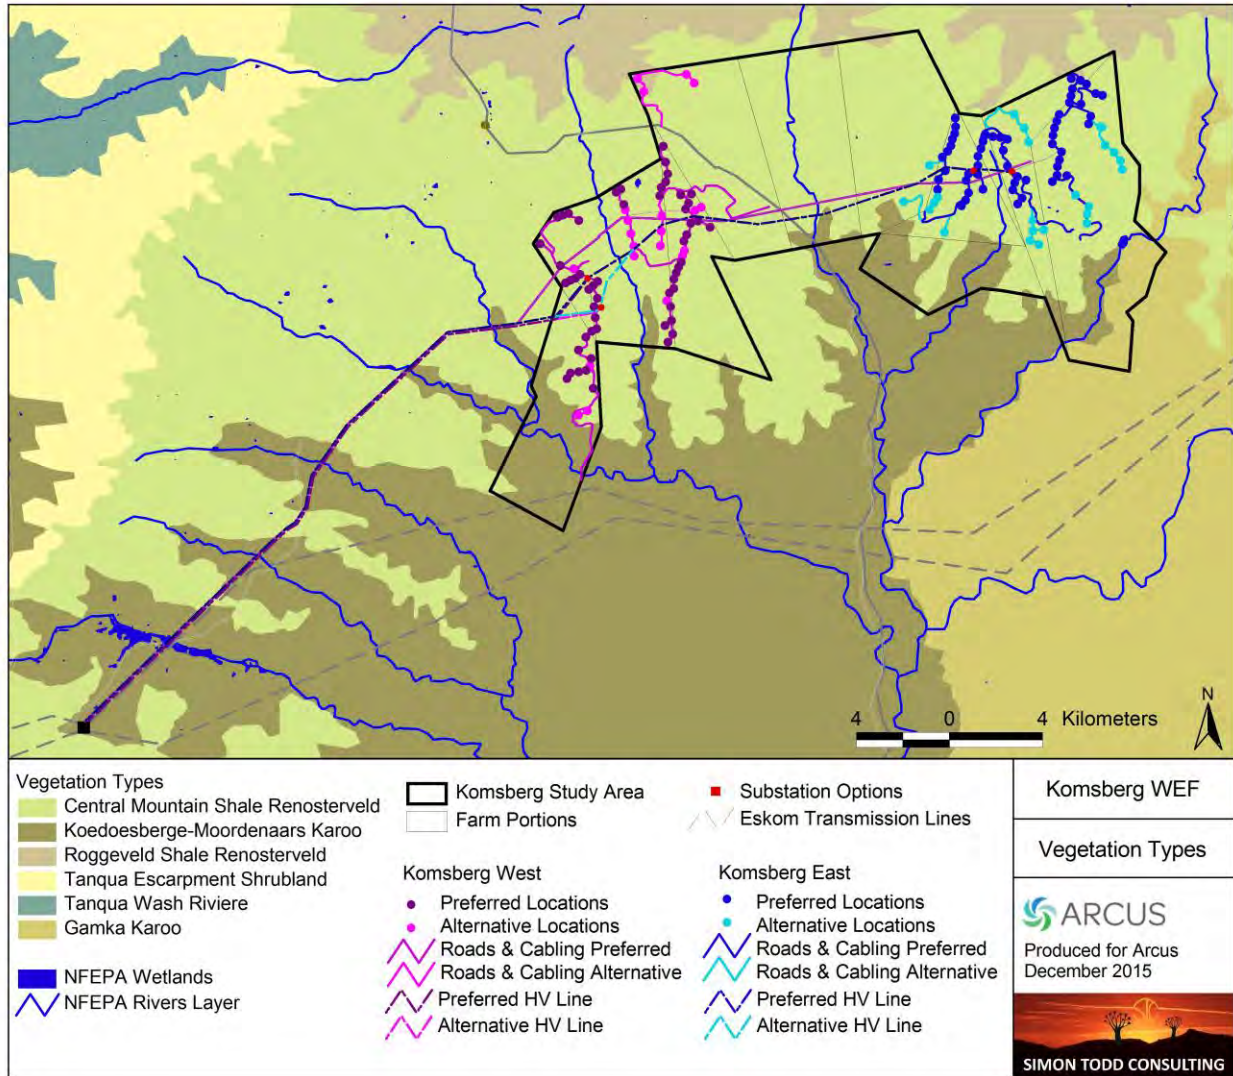 N
4 0 4 Kilometers
Vegetation Types
Central Mountain Shale Renosterveld
Koedoesberge-Moordenaars Karoo
Roggeveld Shale Renosterveld
Tanqua Escarpment Shrubland
Tanqua Wash Riviere
Gamka Karoo
NFEPA Wetlands
NFEPA Rivers Layer
Komsberg Study Area
Farm Portions
Substation Options
Eskom Transmission Lines
Komsberg West
Preferred Locations
Alternative Locations
Roads & Cabling Preferred
Roads & Cabling Alternative
Preferred HV Line
Alternative HV Line
Komsberg East
Preferred Locations
Alternative Locations
Roads & Cabling Preferred
Roads & Cabling Alternative
Preferred HV Line
Alternative HV Line
Komsberg WEF
Vegetation Types
ARCUS
Produced for Arcus
December 2015
SIMON TODD CONSULTING